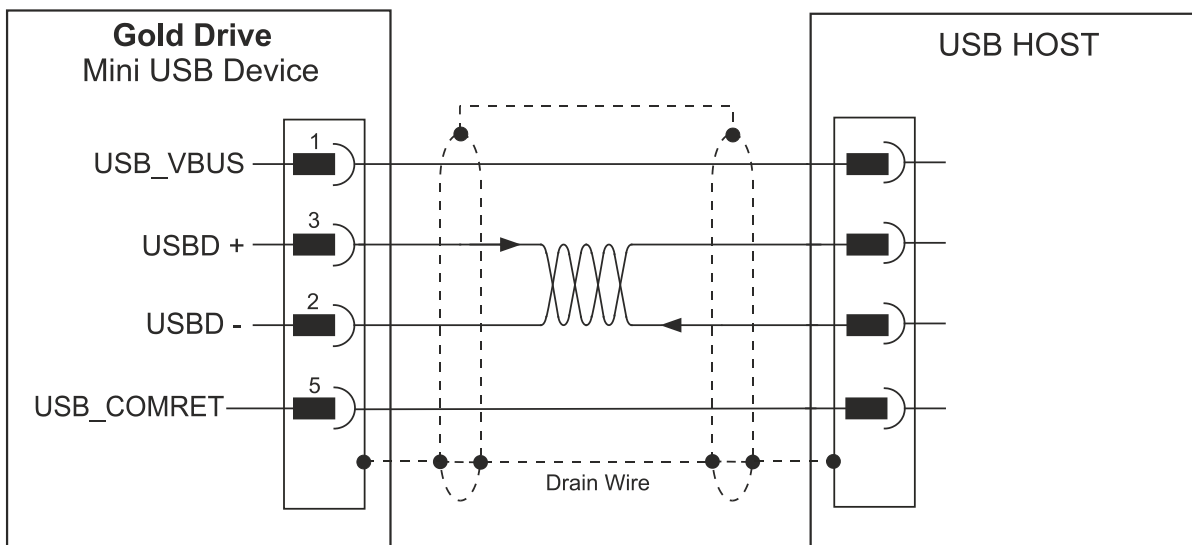 Gold Drive
Mini USB Device
USB HOST
1
USB_VBUS
3
USBD +
2
USBD -
5
USB_COMRET
Drain Wire